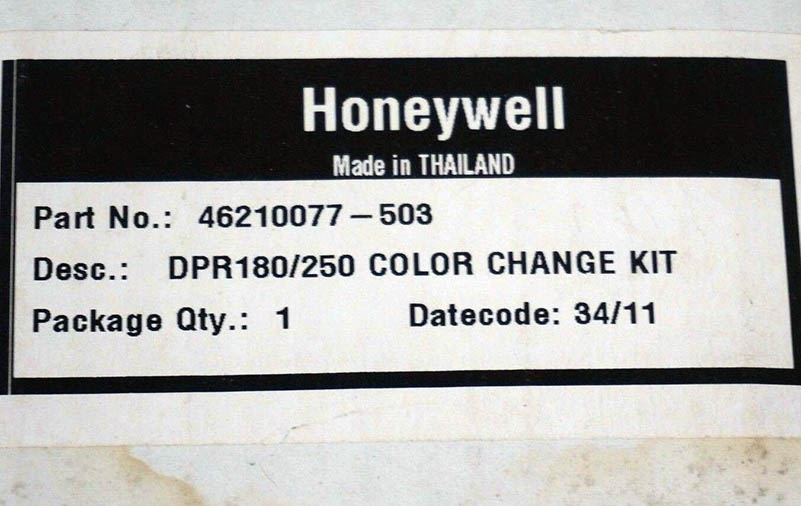 Honeywell
Made in THAILAND
Part No.: 46210077-503
Desc.: DPR180/250 COLOR CHANGE KIT
Package Qty.: 1 Datecode: 34/11